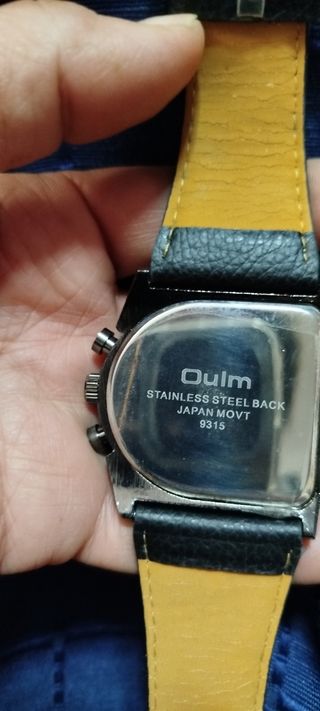 Oulm
STAINLESS STEEL BACK
JAPAN MOVT
9315